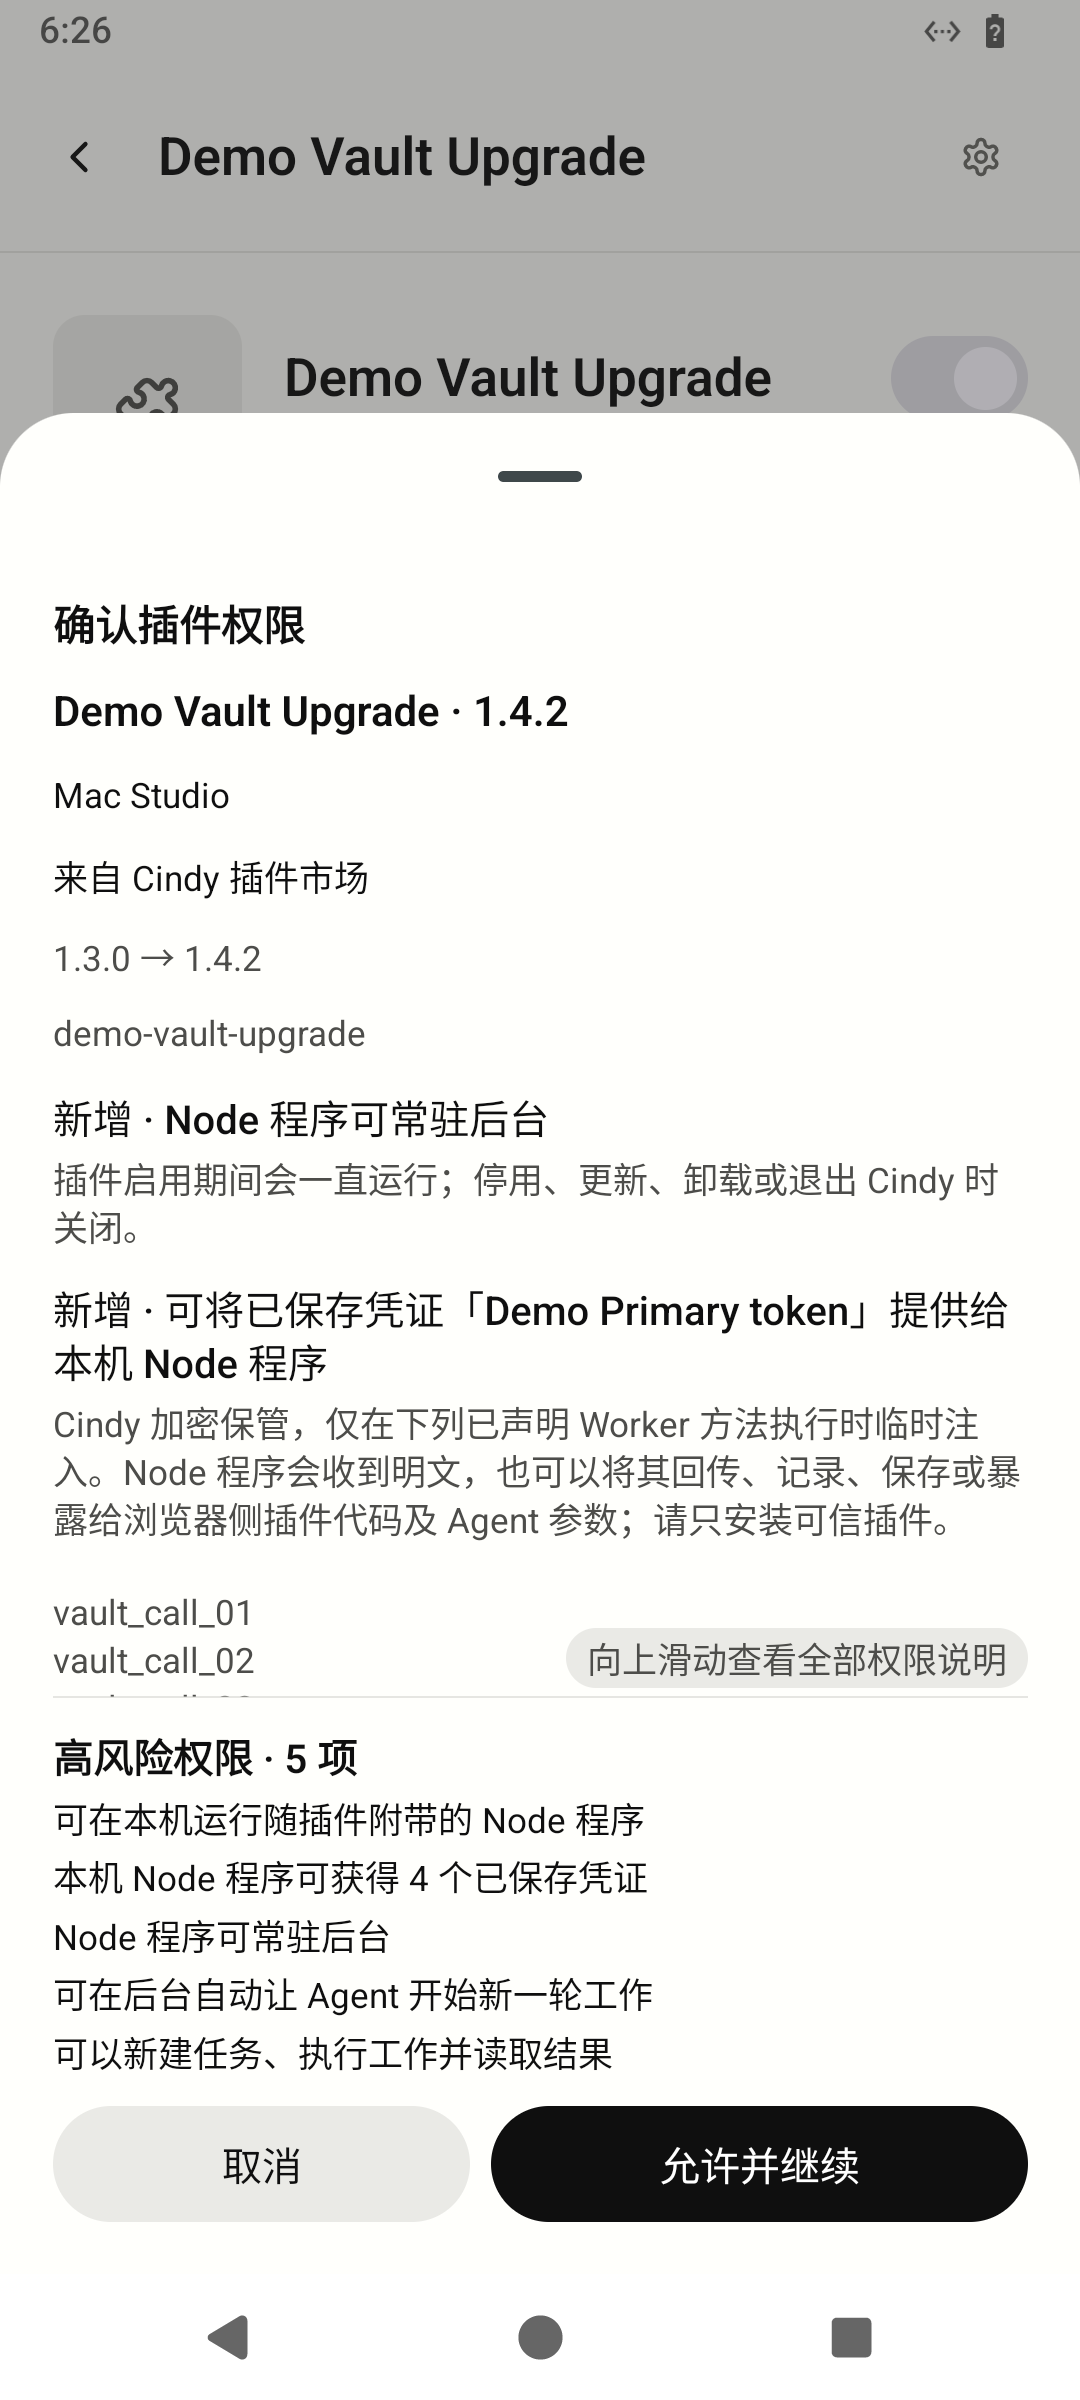 6:26
Demo Vault Upgrade
Demo Vault Upgrade
确认插件权限
Demo Vault Upgrade · 1.4.2
Mac Studio
来自 Cindy 插件市场
1.3.0 → 1.4.2
demo-vault-upgrade
新增 · Node 程序可常驻后台
插件启用期间会一直运行；停用、更新、卸载或退出 Cindy 时
关闭。
新增 · 可将已保存凭证「Demo Primary token」提供给
本机 Node 程序
Cindy 加密保管，仅在下列已声明 Worker 方法执行时临时注
入。Node 程序会收到明文，也可以将其回传、记录、保存或暴
露给浏览器侧插件代码及 Agent 参数；请只安装可信插件。
vault_call_01
vault_call_02
向上滑动查看全部权限说明
高风险权限 · 5 项
可在本机运行随插件附带的 Node 程序
本机 Node 程序可获得 4 个已保存凭证
Node 程序可常驻后台
可在后台自动让 Agent 开始新一轮工作
可以新建任务、执行工作并读取结果
取消
允许并继续